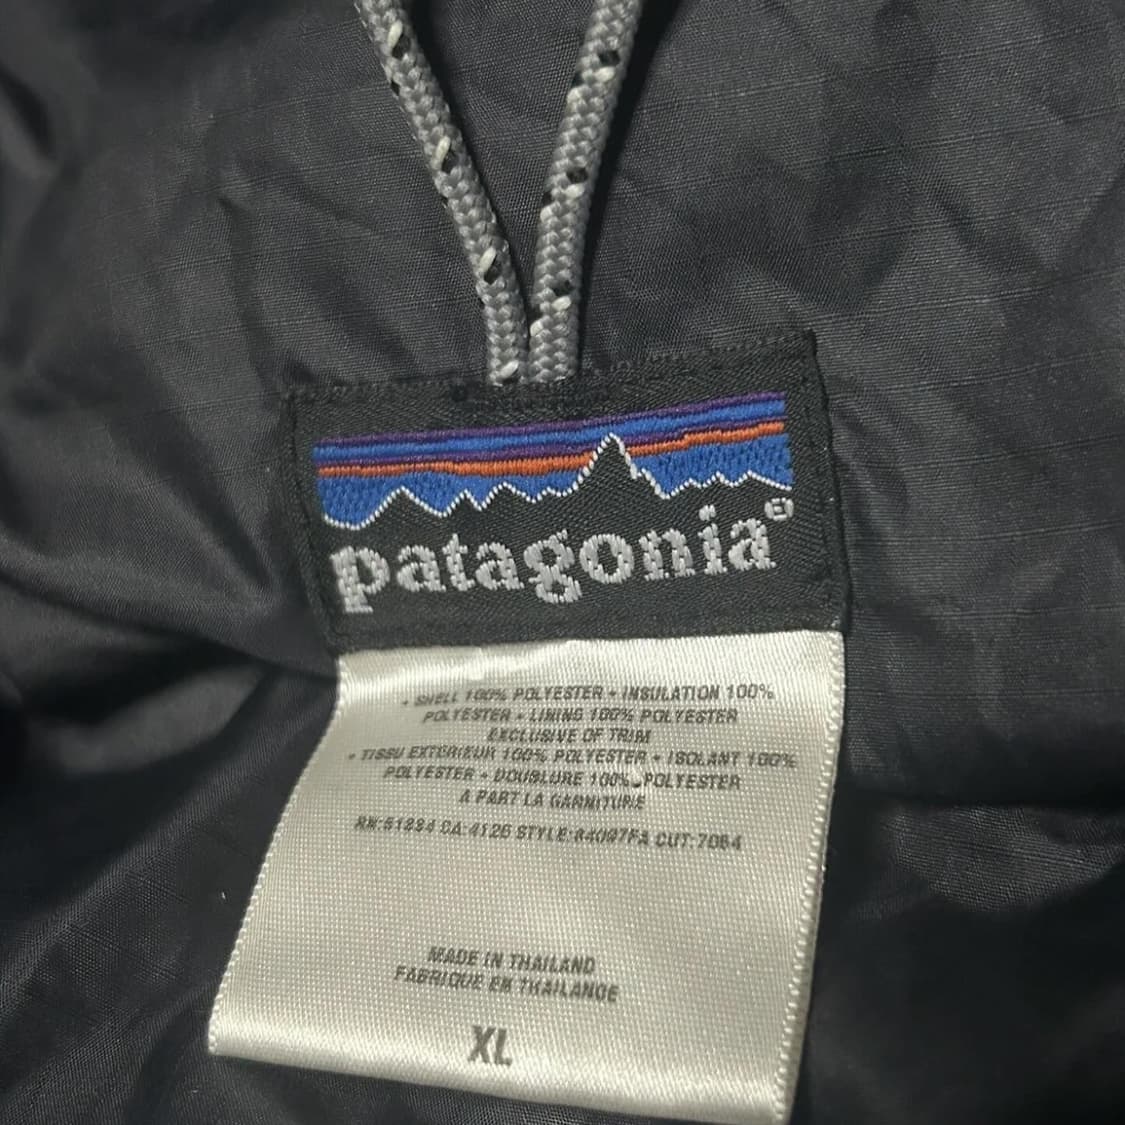 patagonia®
• SHELL 100% POLYESTER • INSULATION 100%
POLYESTER • LINING 100% POLYESTER
EXCLUSIVE OF TRIM
• TISSU EXTERIEUR 100% POLYESTER • ISOLANT 100%
POLYESTER • DOUBLURE 100% POLYESTER
A PART LA GARNITURE
RN:51884 CA:4126 STYLE:84097FA CUT:7054
MADE IN THAILAND
FABRIQUE EN THAILANDE
XL